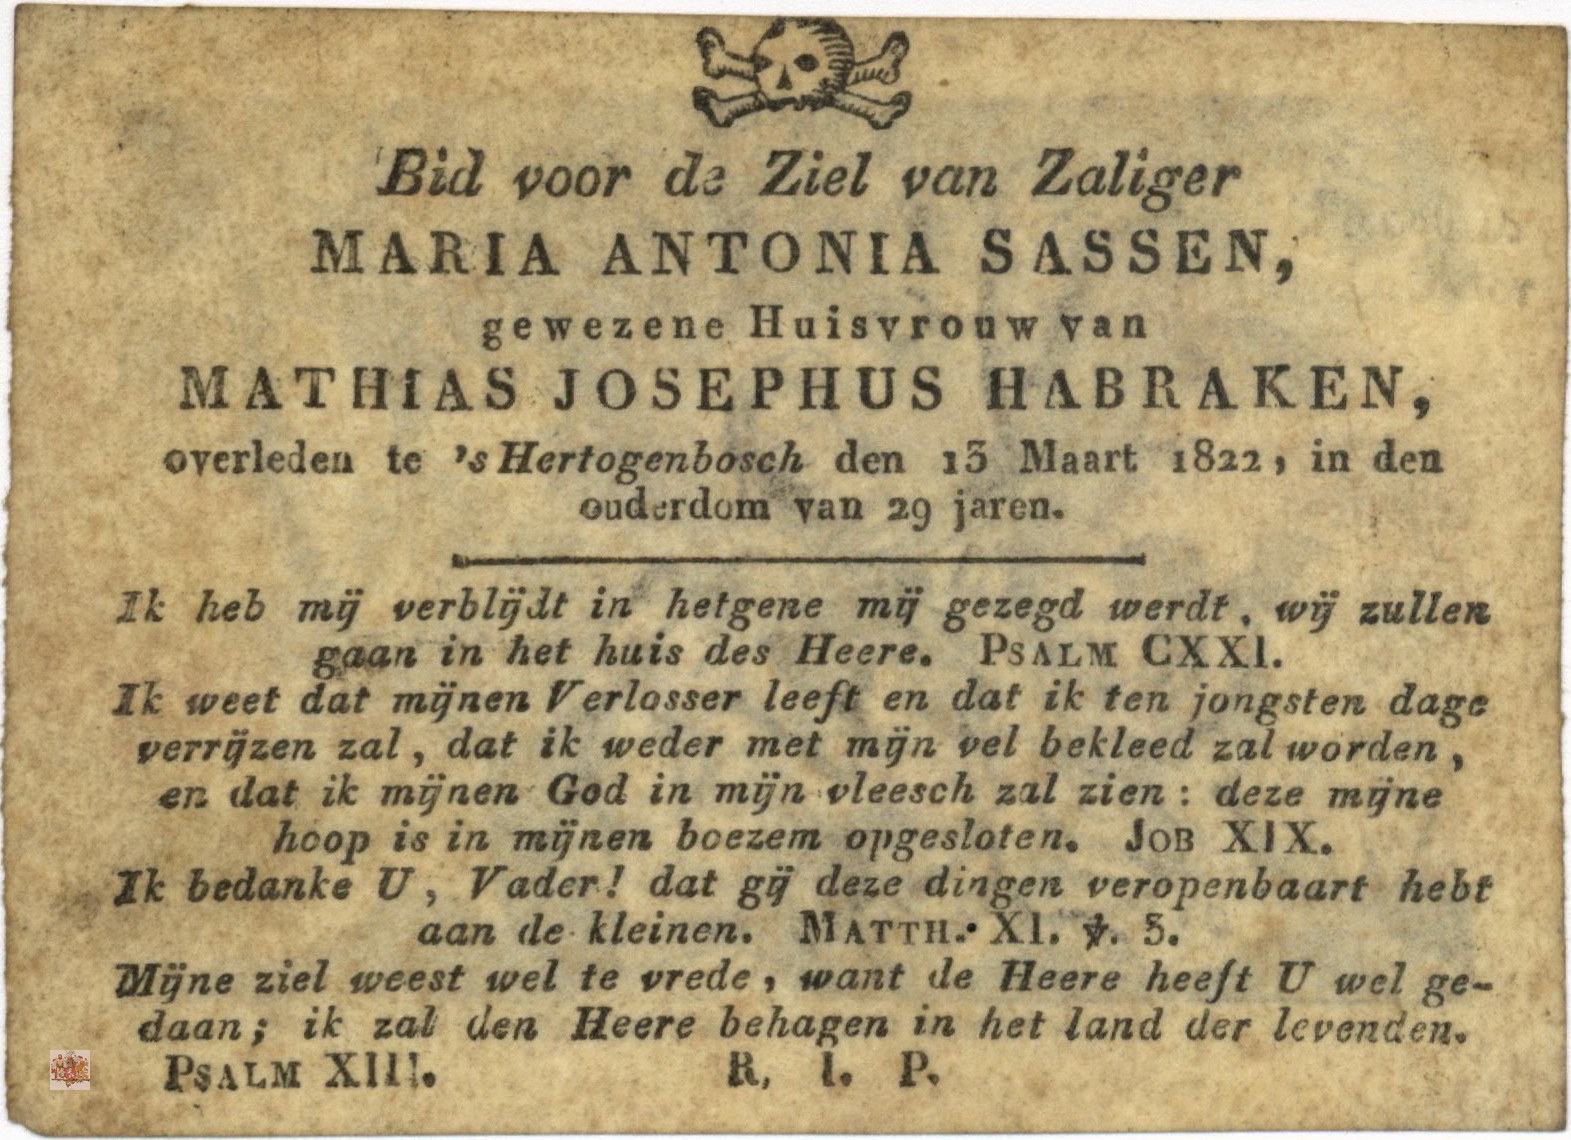 Bid voor de Ziel van Zaliger
MARIA ANTONIA SASSEN,
gewezene Huisvrouw van
MATHIAS JOSEPHUS HABRAKEN,
overleden te 's Hertogenbosch den 13 Maart 1822, in den
ouderdom van 29 jaren.
Ik heb mij verblijdt in hetgene mij gezegd werdt, wij zullen
gaan in het huis des Heere. PSALM CXXI.
Ik weet dat mijnen Verlosser leeft en dat ik ten jongsten dage
verrijzen zal, dat ik weder met mijn vel bekleed zal worden,
en dat ik mijnen God in mijn vleesch zal zien: deze mijne
hoop is in mijnen boezem opgesloten. JOB XIX.
Ik bedanke U, Vader! dat gij deze dingen veropenbaart hebt
aan de kleinen. MATTH. XI. ℣. 3.
Mijne ziel weest wel te vrede, want de Heere heeft U wel ge-
daan; ik zal den Heere behagen in het land der levenden.
PSALM XIII. R. I. P.